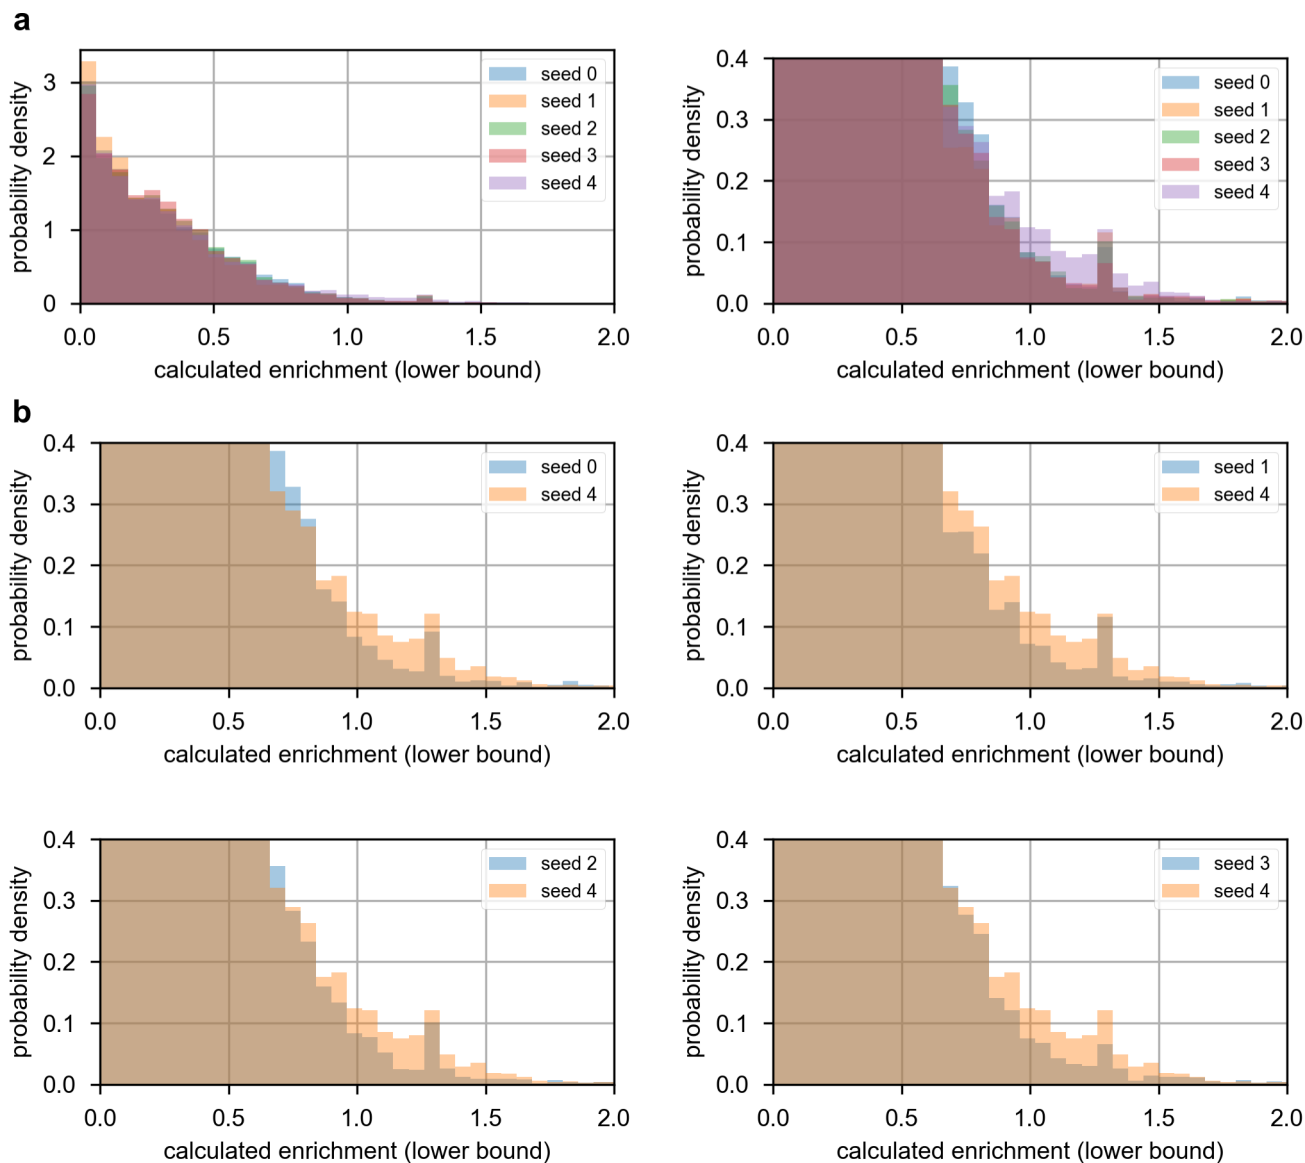 a
probability density
3
2
1
0
0.0 0.5 1.0 1.5 2.0
calculated enrichment (lower bound)
seed 0
seed 1
seed 2
seed 3
seed 4
probability density
0.4
0.3
0.2
0.1
0.0
0.0 0.5 1.0 1.5 2.0
calculated enrichment (lower bound)
seed 0
seed 1
seed 2
seed 3
seed 4
b
probability density
0.4
0.3
0.2
0.1
0.0
0.0 0.5 1.0 1.5 2.0
calculated enrichment (lower bound)
seed 0
seed 4
probability density
0.4
0.3
0.2
0.1
0.0
0.0 0.5 1.0 1.5 2.0
calculated enrichment (lower bound)
seed 1
seed 4
probability density
0.4
0.3
0.2
0.1
0.0
0.0 0.5 1.0 1.5 2.0
calculated enrichment (lower bound)
seed 2
seed 4
probability density
0.4
0.3
0.2
0.1
0.0
0.0 0.5 1.0 1.5 2.0
calculated enrichment (lower bound)
seed 3
seed 4